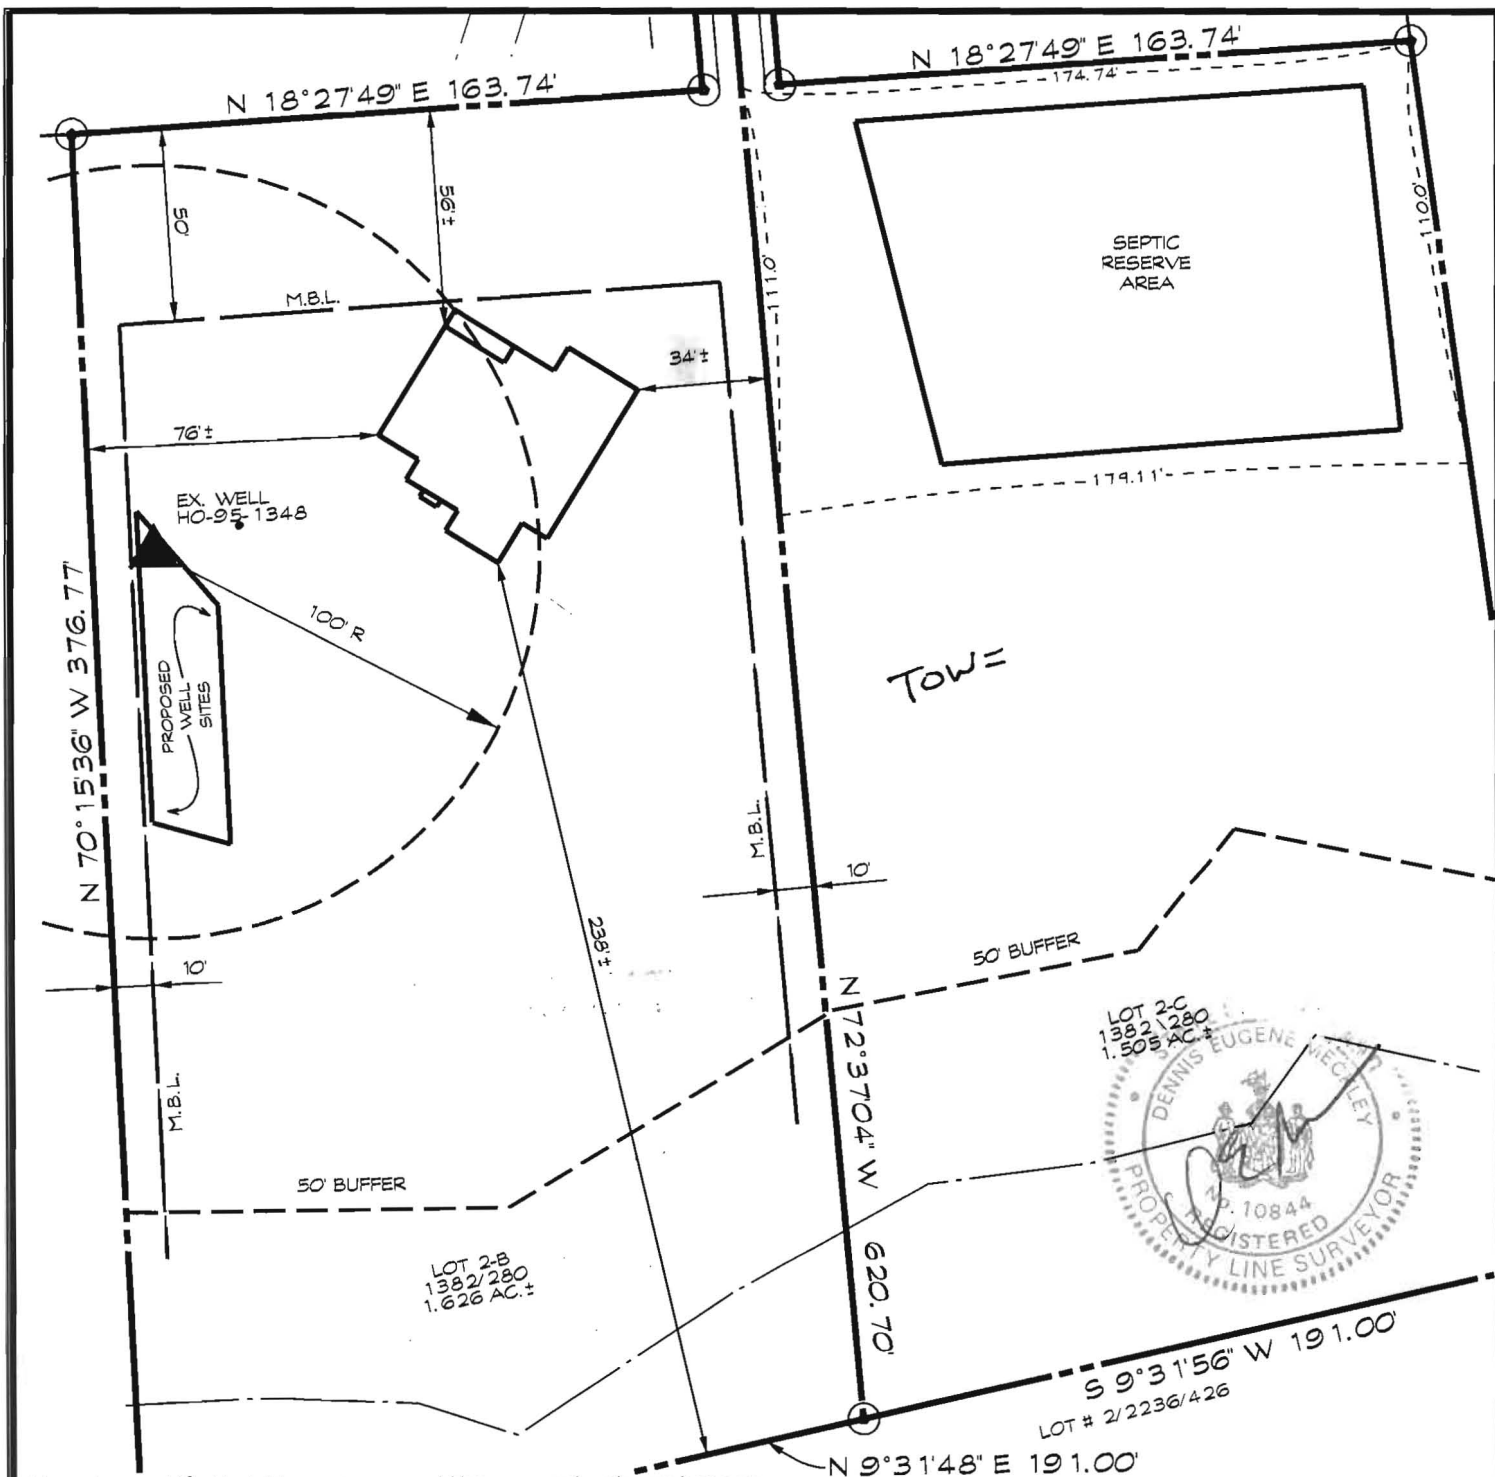 N 18°27'49" E 163.74'
N 18°27'49" E 163.74'
174.74'
50'
56'±
111.0'
110.0'
SEPTIC
RESERVE
AREA
M.B.L.
34'±
76'±
179.11'
EX. WELL
HO-95-1348
100' R
PROPOSED
WELL
SITES
N 70°15'36" W 376.77'
TOW=
M.B.L.
10'
238'±
50' BUFFER
10'
N 72°37'04" W 620.70'
LOT 2-C
1382\280
1.505 AC.±
DENNIS EUGENE MECKLEY
No. 10844
REGISTERED
PROPERTY LINE SURVEYOR
M.B.L.
50' BUFFER
LOT 2-B
1382/280
1.626 AC.±
S 9°31'56" W 191.00'
LOT # 2/2236/426
N 9°31'48" E 191.00'